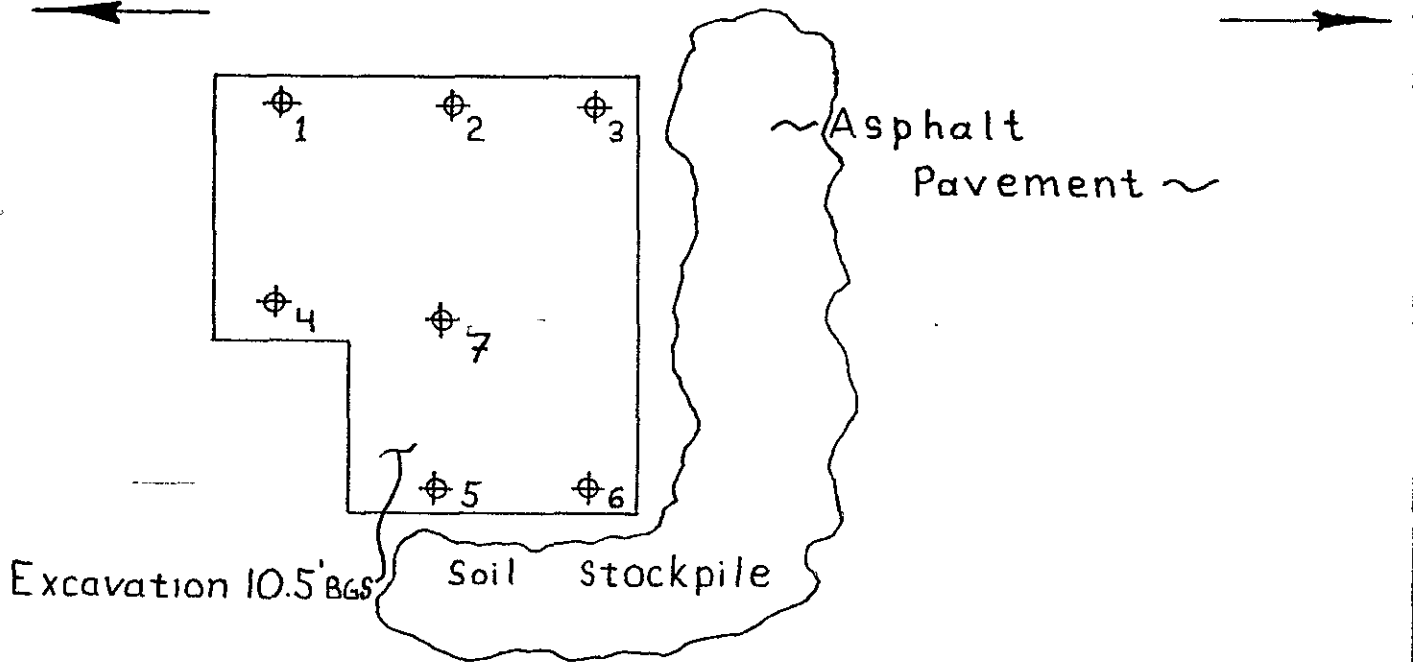 1
2
3
~ Asphalt
Pavement ~
4
7
5
6
Excavation 10.5' BGS
Soil Stockpile